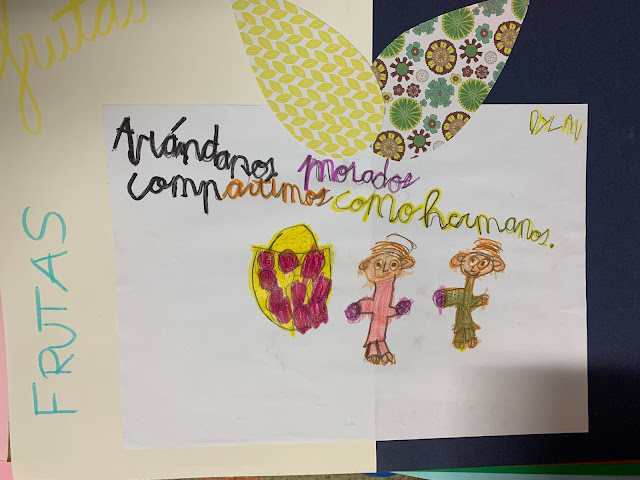 frutas
FRUTAS
DYLAN
Arándanos morados
compartimos como hermanos.